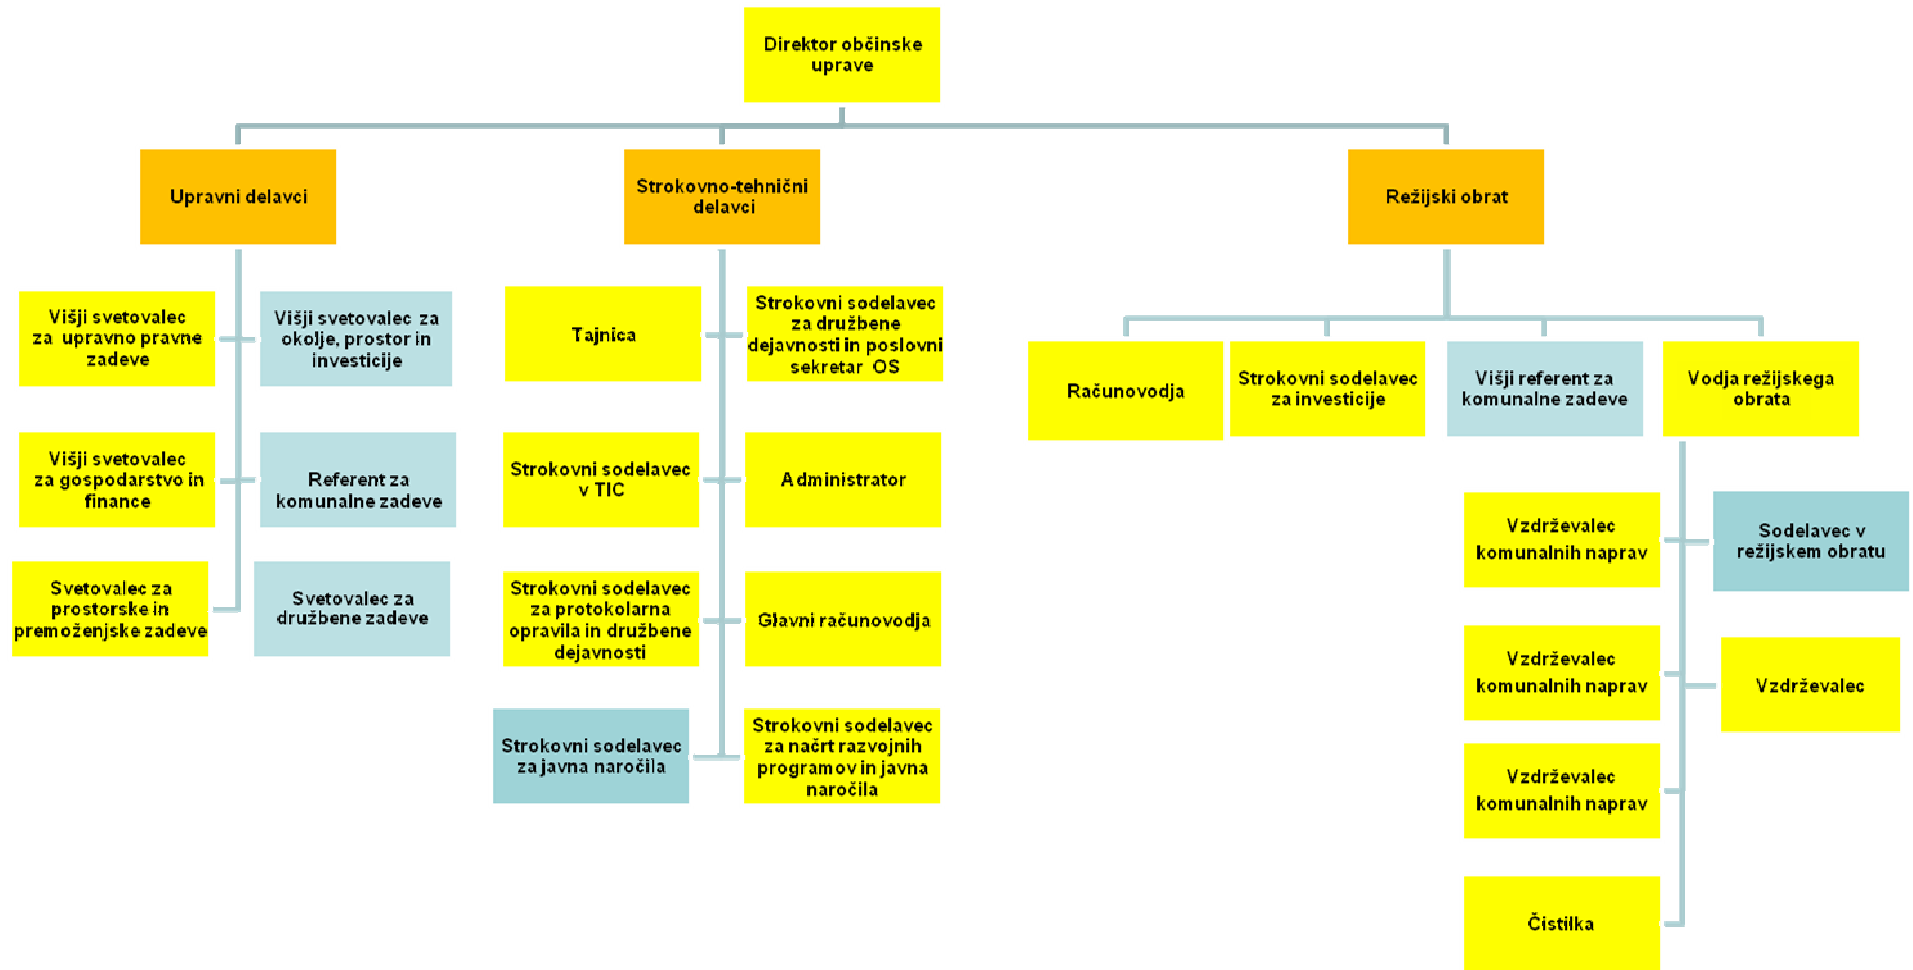 Direktor občinske
uprave
Upravni delavci
Strokovno-tehnični
delavci
Režijski obrat
Višji svetovalec
za upravno pravne
zadeve
Višji svetovalec za
okolje, prostor in
investicije
Višji svetovalec
za gospodarstvo in
finance
Referent za
komunalne zadeve
Svetovalec za
prostorske in
premoženjske zadeve
Svetovalec za
družbene zadeve
Tajnica
Strokovni sodelavec
za družbene
dejavnosti in poslovni
sekretar OS
Strokovni sodelavec
v TIC
Administrator
Strokovni sodelavec
za protokolarna
opravila in družbene
dejavnosti
Glavni računovodja
Strokovni sodelavec
za javna naročila
Strokovni sodelavec
za načrt razvojnih
programov in javna
naročila
Računovodja
Strokovni sodelavec
za investicije
Višji referent za
komunalne zadeve
Vodja režijskega
obrata
Vzdrževalec
komunalnih naprav
Sodelavec v
režijskem obratu
Vzdrževalec
komunalnih naprav
Vzdrževalec
Vzdrževalec
komunalnih naprav
Čistilka